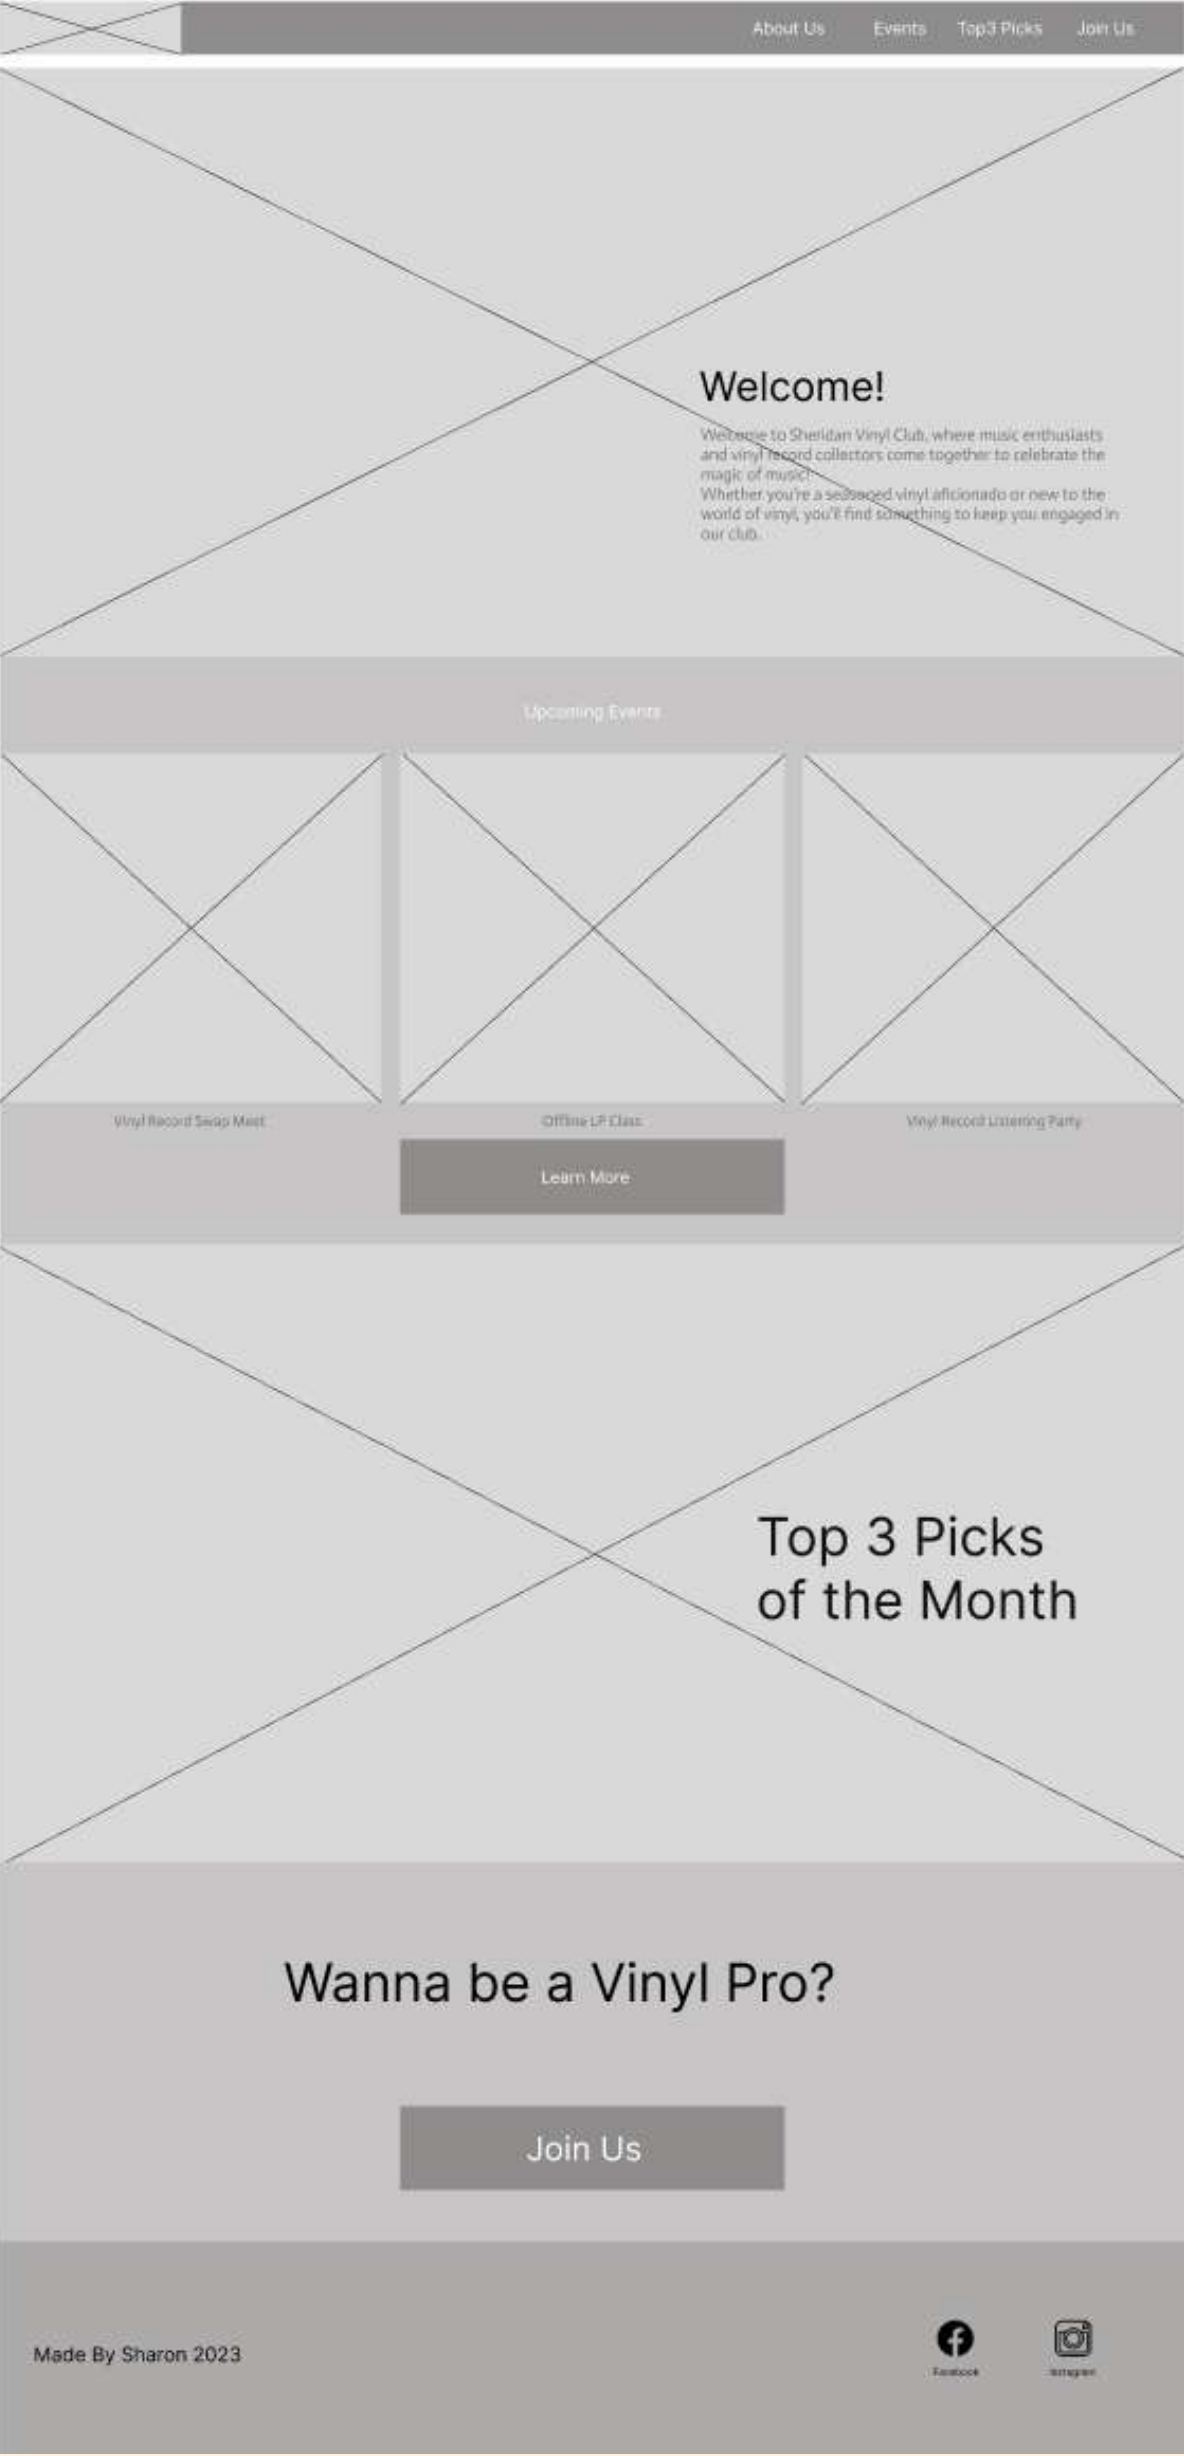 About Us Events Top3 Picks Join Us
Welcome!
Welcome to Sheridan Vinyl Club, where music enthusiasts
and vinyl record collectors come together to celebrate the
magic of music!
Whether you're a seasoned vinyl aficionado or new to the
world of vinyl, you'll find something to keep you engaged in
our club.
Upcoming Events
Vinyl Record Swap Meet
Offline LP Class
Vinyl Record Listening Party
Learn More
Top 3 Picks
of the Month
Wanna be a Vinyl Pro?
Join Us
Made By Sharon 2023
Facebook
Instagram